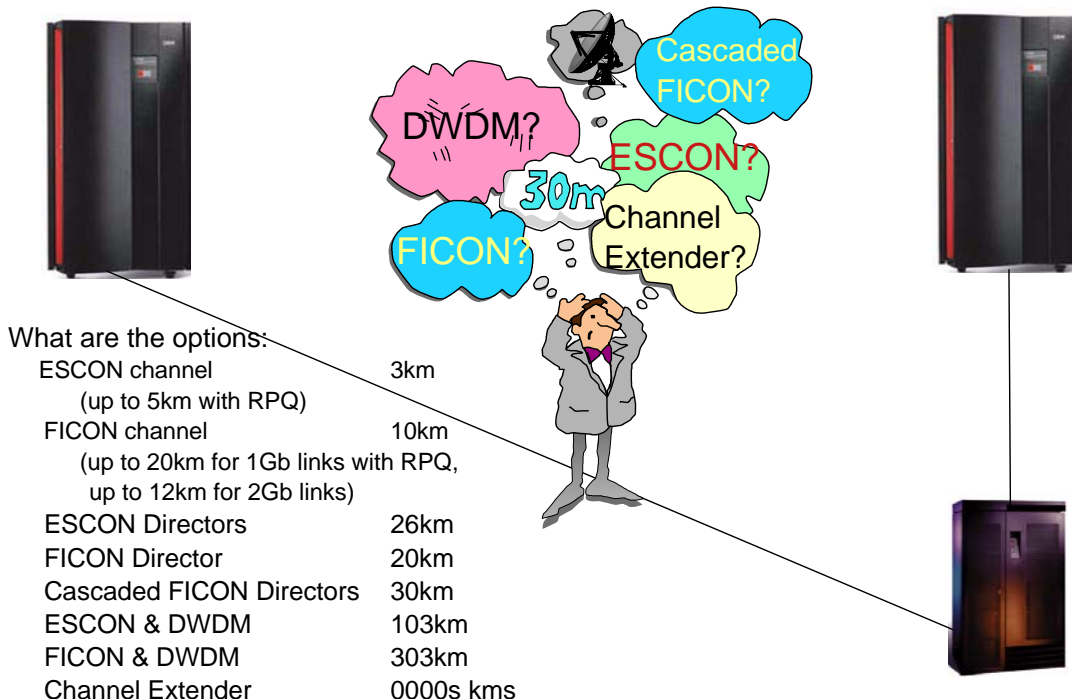 IBM
IBM
Cascaded
FICON?
DWDM?
ESCON?
30m
Channel
Extender?
FICON?
What are the options:
ESCON channel 3km
(up to 5km with RPQ)
FICON channel 10km
(up to 20km for 1Gb links with RPQ,
up to 12km for 2Gb links)
ESCON Directors 26km
FICON Director 20km
Cascaded FICON Directors 30km
ESCON & DWDM 103km
FICON & DWDM 303km
Channel Extender 0000s kms